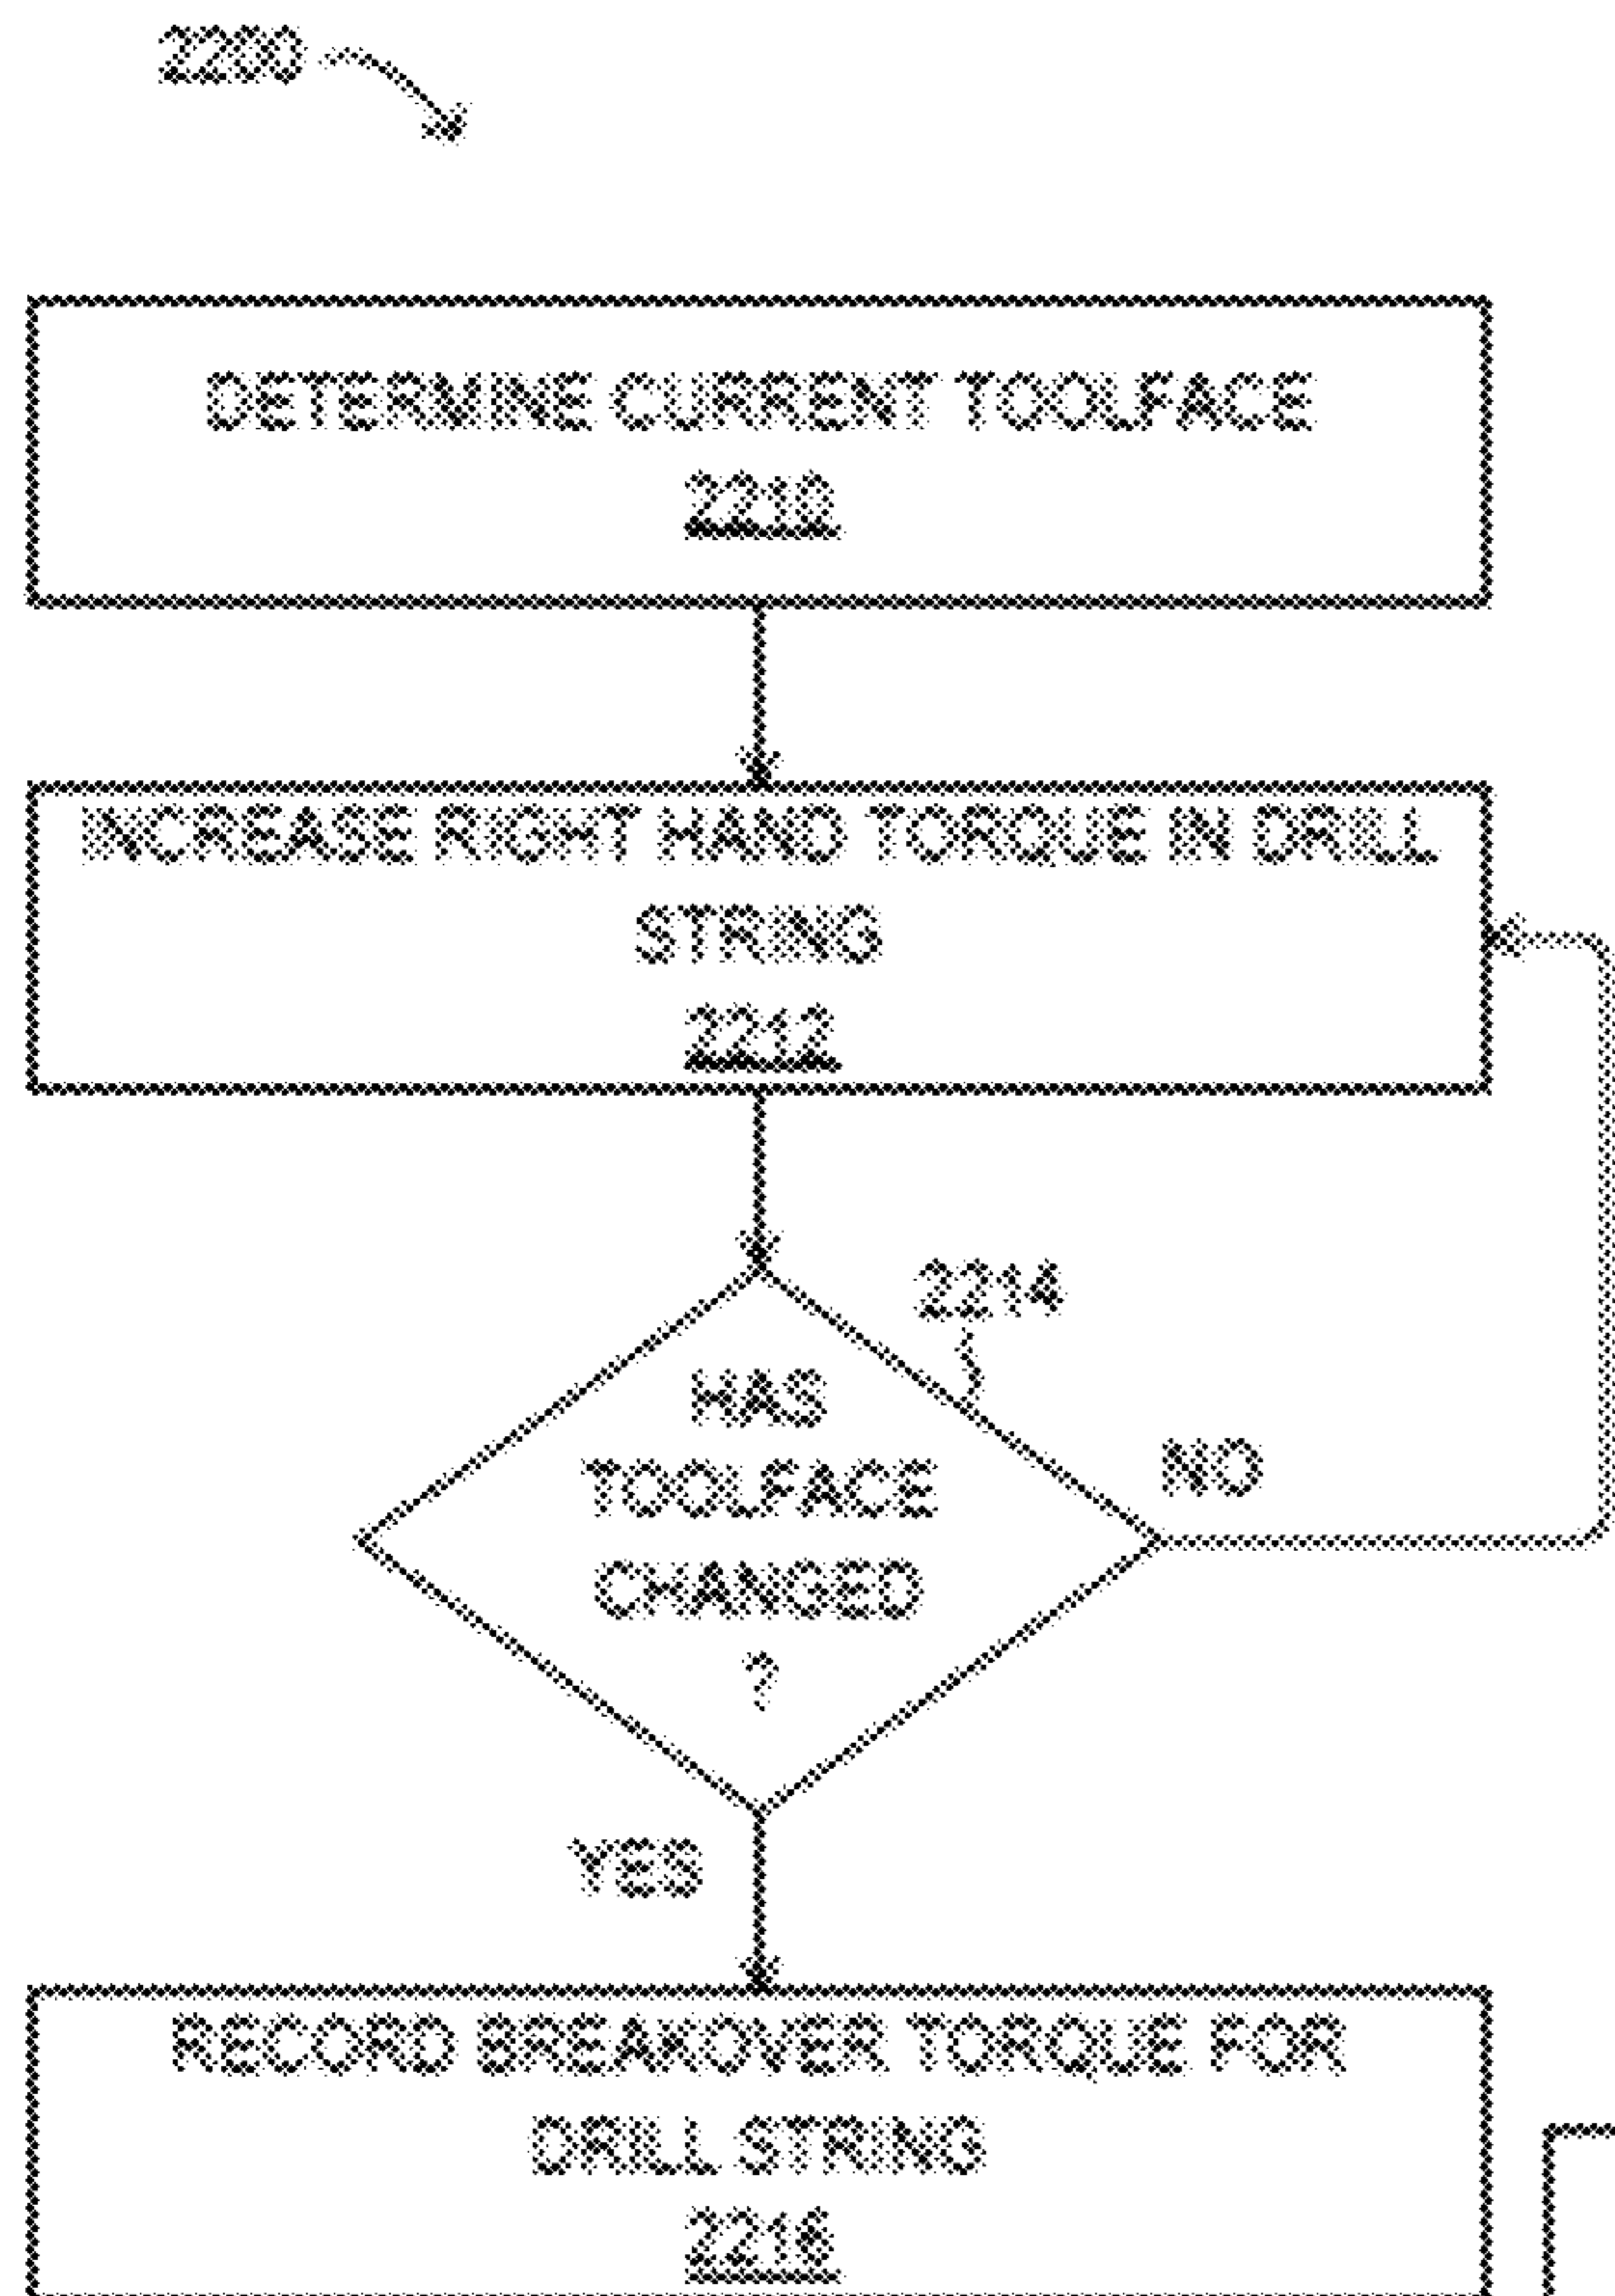 2200
DETERMINE CURRENT TOOLFACE
2210
INCREASE RIGHT HAND TORQUE IN DRILL
STRING
2212
2214
HAS
TOOLFACE
CHANGED
?
NO
YES
RECORD BREAKOVER TORQUE FOR
DRILL STRING
2216